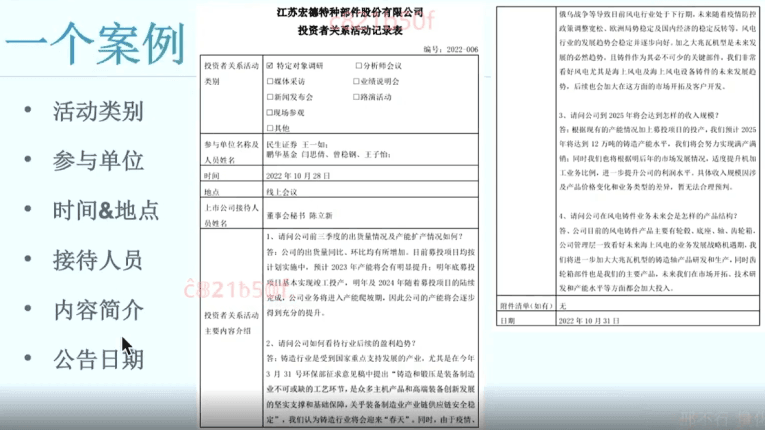 一个案例
• 活动类别
• 参与单位
• 时间&地点
• 接待人员
• 内容简介
• 公告日期
江苏宏德特种部件股份有限公司
投资者关系活动记录表
编号：2022-006
投资者关系活动
类别
☑特定对象调研 □分析师会议
□媒体采访 □业绩说明会
□新闻发布会 □路演活动
□现场参观
□其他
参与单位名称及
人员姓名
民生证券 王一如；
鹏华基金 闫思倩、曾稳钢、王子怡；
时间
2022 年 10 月 28 日
地点
线上会议
上市公司接待人
员姓名
董事会秘书 陈立新
投资者关系活动
主要内容介绍
1、请问公司前三季度的出货量情况及产能扩产情况如何？
答：公司的出货量同比、环比均有所增加。目前募投项目均按
计划实施中，预计 2023 年产能将会有明显提升；明年底募投
项目基本实现竣工投产，明年及 2024 年随着募投项目的陆续
完成，公司业务将进入产能爬坡期，因此公司的产能将会逐步
得到充分的提升。
2、请问公司如何看待行业后续的盈利趋势？
答：铸造行业是受到国家重点支持发展的产业，尤其是在今年
3 月 31 号环保部征求意见稿中提出“铸造和锻压是装备制造
业不可或缺的工艺环节，是众多主机产品和高端装备创新发展
的坚实支撑和基础保障，关乎装备制造业产业链供应链安全稳
定”，我们认为铸造行业将会迎来“春天”。同时，由于疫情、
俄乌战争等导致目前风电行业处于下行期，未来随着疫情防控
政策调整宽松、欧洲局势稳定及国内经济的稳定反转等，风电
行业的发展趋势会稳定并逐步向好。加之大兆瓦机型是未来发
展的必然趋势，且铸件作为其必不可少的关键部件，我们非常
看好风电尤其是海上风电及海上风电设备铸件的未来发展趋
势，后续也会加大在这方面的市场开拓及客户开发。
3、请问公司到 2025 年将会达到怎样的收入规模？
答：根据现有的产能情况加上募投项目的投产，我们预计 2025
年将达到 12 万吨的铸造产能水平，我们将会努力实现满产满
销；同时我们也将根据明后年的市场发展情况，适度提升机加
工业务比例，进一步提升公司的利润水平。具体收入规模因涉
及产品价格变化和业务类型的差异，暂无法合理预判。
4、请问公司在风电铸件业务未来会是怎样的产品结构？
答、公司目前的风电铸件产品主要有轮毂、底座、轴、齿轮箱。
公司管理层一致看好未来海上风电的业务发展战略机遇期，我
们将进一步加大大兆瓦机型的铸造轴产品研发和生产，同时齿
轮箱部件也是我们的主要产品，未来我们在市场开拓、技术研
发和产能水平等方面都会加大投入。
附件清单(如有)
无
日期
2022 年 10 月 31 日